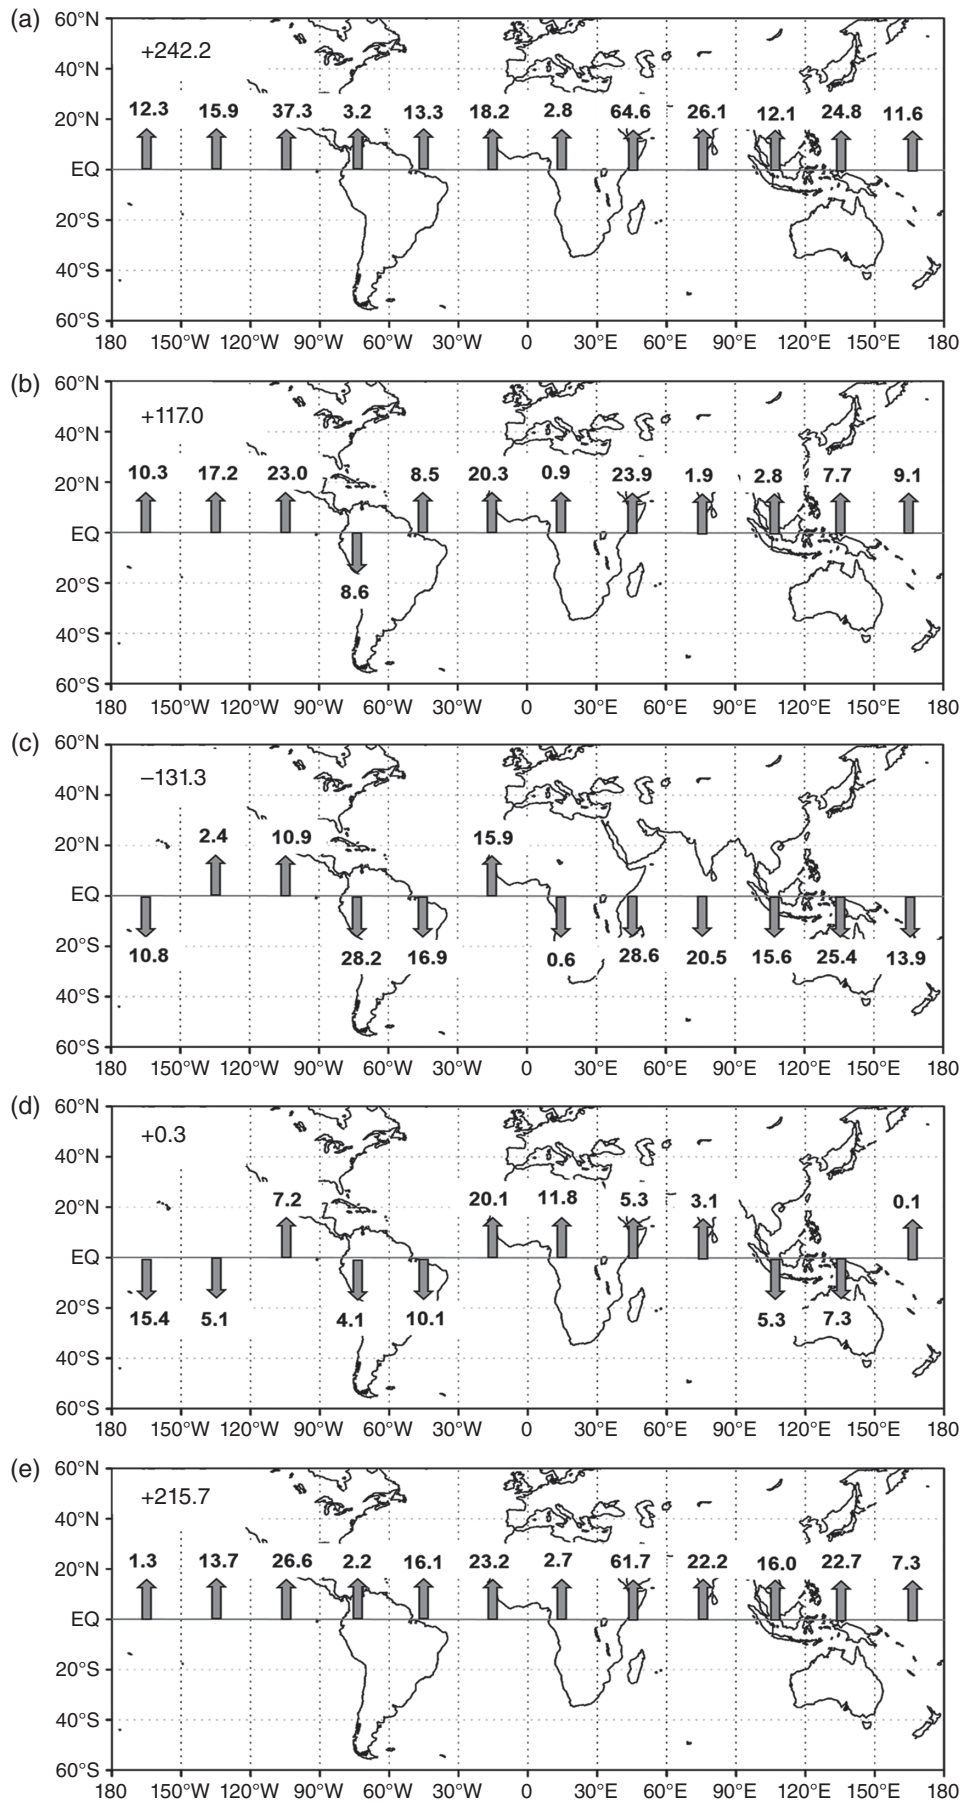 (a)
60°N
+242.2
40°N
20°N
12.3 15.9 37.3 3.2 13.3 18.2 2.8 64.6 26.1 12.1 24.8 11.6
EQ
20°S
40°S
60°S
180 150°W 120°W 90°W 60°W 30°W 0 30°E 60°E 90°E 120°E 150°E 180
(b)
60°N
+117.0
40°N
20°N
10.3 17.2 23.0 8.5 20.3 0.9 23.9 1.9 2.8 7.7 9.1
EQ
20°S
8.6
40°S
60°S
180 150°W 120°W 90°W 60°W 30°W 0 30°E 60°E 90°E 120°E 150°E 180
(c)
60°N
−131.3
40°N
2.4 10.9 15.9
20°N
EQ
20°S
10.8 28.2 16.9 0.6 28.6 20.5 15.6 25.4 13.9
40°S
60°S
180 150°W 120°W 90°W 60°W 30°W 0 30°E 60°E 90°E 120°E 150°E 180
(d)
60°N
+0.3
40°N
7.2 20.1 11.8 5.3 3.1 0.1
20°N
EQ
20°S
15.4 5.1 4.1 10.1 5.3 7.3
40°S
60°S
180 150°W 120°W 90°W 60°W 30°W 0 30°E 60°E 90°E 120°E 150°E 180
(e)
60°N
+215.7
40°N
20°N
1.3 13.7 26.6 2.2 16.1 23.2 2.7 61.7 22.2 16.0 22.7 7.3
EQ
20°S
40°S
60°S
180 150°W 120°W 90°W 60°W 30°W 0 30°E 60°E 90°E 120°E 150°E 180